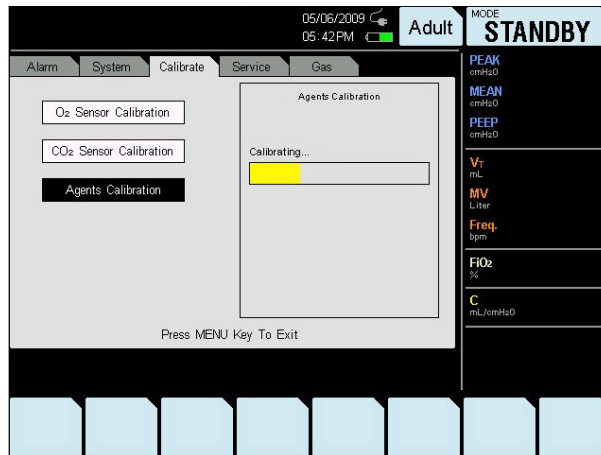 05/06/2009
05:42PM
Adult
MODE
STANDBY
Alarm
System
Calibrate
Service
Gas
O₂ Sensor Calibration
CO₂ Sensor Calibration
Agents Calibration
Agents Calibration
Calibrating...
Press MENU Key To Exit
PEAK
cmH2O
MEAN
cmH2O
PEEP
cmH2O
VT
mL
MV
Liter
Freq.
bpm
FiO₂
%
C
mL/cmH2O